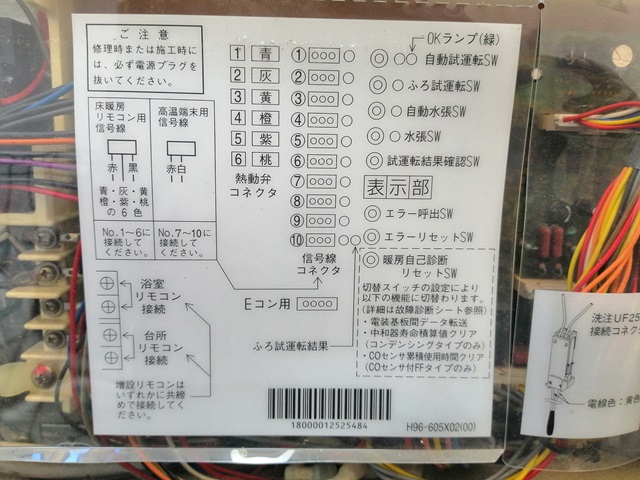 ご注意
修理時または施工時に
は、必ず電源プラグを
抜いてください。
床暖房
リモコン用
信号線
赤 黒
青・灰・黄
橙・紫・桃
の6色
No.1～6に
接続して
ください。
高温端末用
信号線
赤白
No.7～10に
接続して
ください。
1 青
2 灰
3 黄
4 橙
5 紫
6 桃
熱動弁
コネクタ
①
②
③
④
⑤
⑥
⑦
⑧
⑨
⑩
信号線
コネクタ
Eコン用
ふろ試運転結果
OKランプ(緑)
自動試運転SW
ふろ試運転SW
自動水張SW
水張SW
試運転結果確認SW
表示部
エラー呼出SW
エラーリセットSW
暖房自己診断
リセットSW
切替スイッチの設定により
以下の機能に切替わります。
(詳細は故障診断シート参照)
・電装基板間データ転送
・中和器寿命積算値クリア
(コンデンシングタイプのみ)
・COセンサ累積使用時間クリア
(COセンサ付FFタイプのみ)
浴室
リモコン
接続
台所
リモコン
接続
増設リモコンは
いずれかに共締
めで接続してく
ださい。
18000012525484
H96-605X02(00)
洗注UF25
接続コネク
電線色：黄色